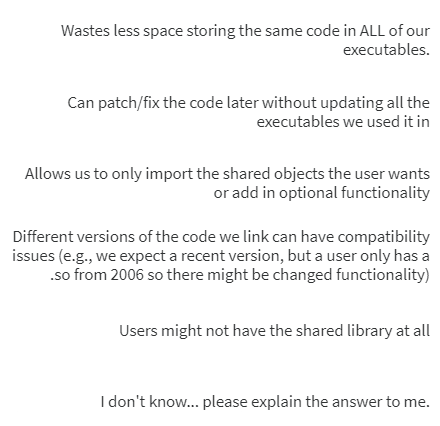 Wastes less space storing the same code in ALL of our
executables.
Can patch/fix the code later without updating all the
executables we used it in
Allows us to only import the shared objects the user wants
or add in optional functionality
Different versions of the code we link can have compatibility
issues (e.g., we expect a recent version, but a user only has a
.so from 2006 so there might be changed functionality)
Users might not have the shared library at all
I don't know... please explain the answer to me.